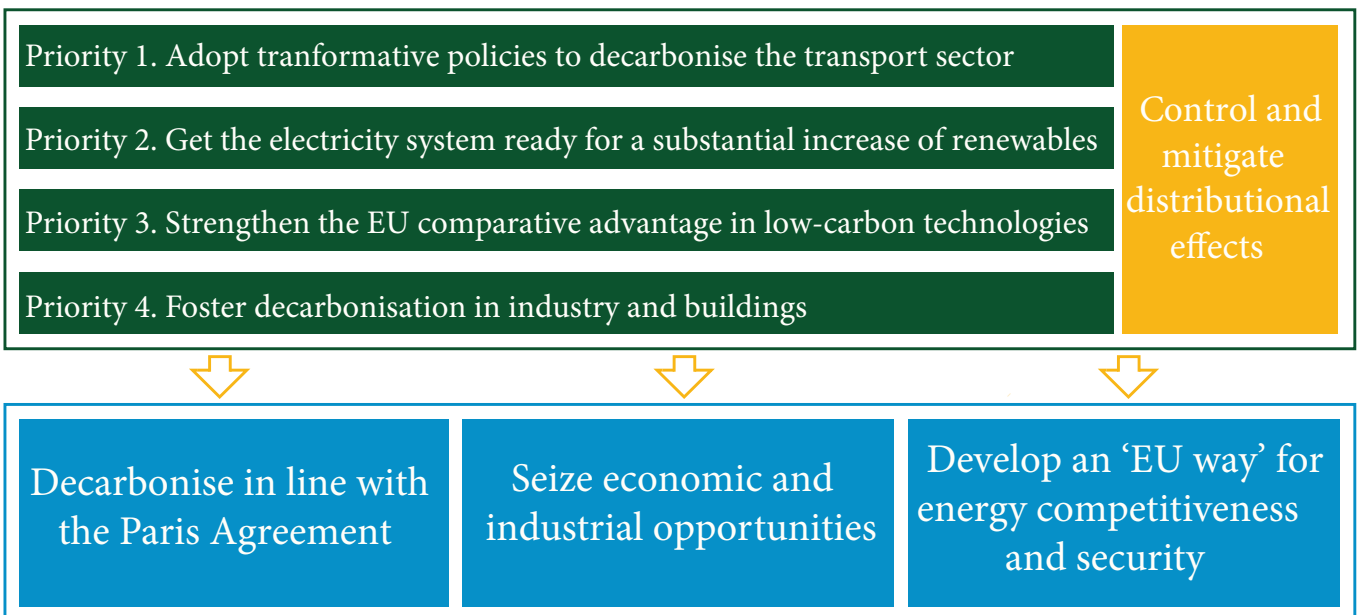 Priority 1. Adopt tranformative policies to decarbonise the transport sector
Priority 2. Get the electricity system ready for a substantial increase of renewables
Priority 3. Strengthen the EU comparative advantage in low-carbon technologies
Priority 4. Foster decarbonisation in industry and buildings
Control and
mitigate
distributional
effects
Decarbonise in line with
the Paris Agreement
Seize economic and
industrial opportunities
Develop an ‘EU way’ for
energy competitiveness
and security